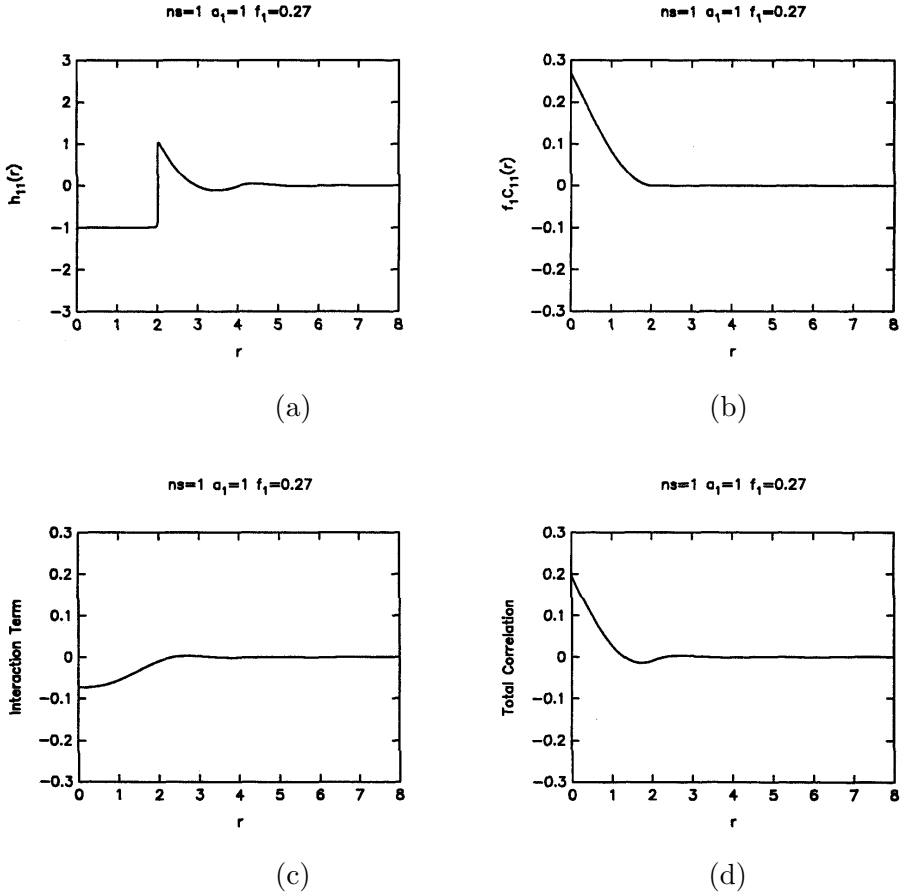 ns=1 a₁=1 f₁=0.27
h₁₁(r)
3
2
1
0
−1
−2
−3
0 1 2 3 4 5 6 7 8
r
(a)
ns=1 a₁=1 f₁=0.27
f₁C₁₁(r)
0.3
0.2
0.1
0
−0.1
−0.2
−0.3
0 1 2 3 4 5 6 7 8
r
(b)
ns=1 a₁=1 f₁=0.27
Interaction Term
0.3
0.2
0.1
0
−0.1
−0.2
−0.3
0 1 2 3 4 5 6 7 8
r
(c)
ns=1 a₁=1 f₁=0.27
Total Correlation
0.3
0.2
0.1
0
−0.1
−0.2
−0.3
0 1 2 3 4 5 6 7 8
r
(d)